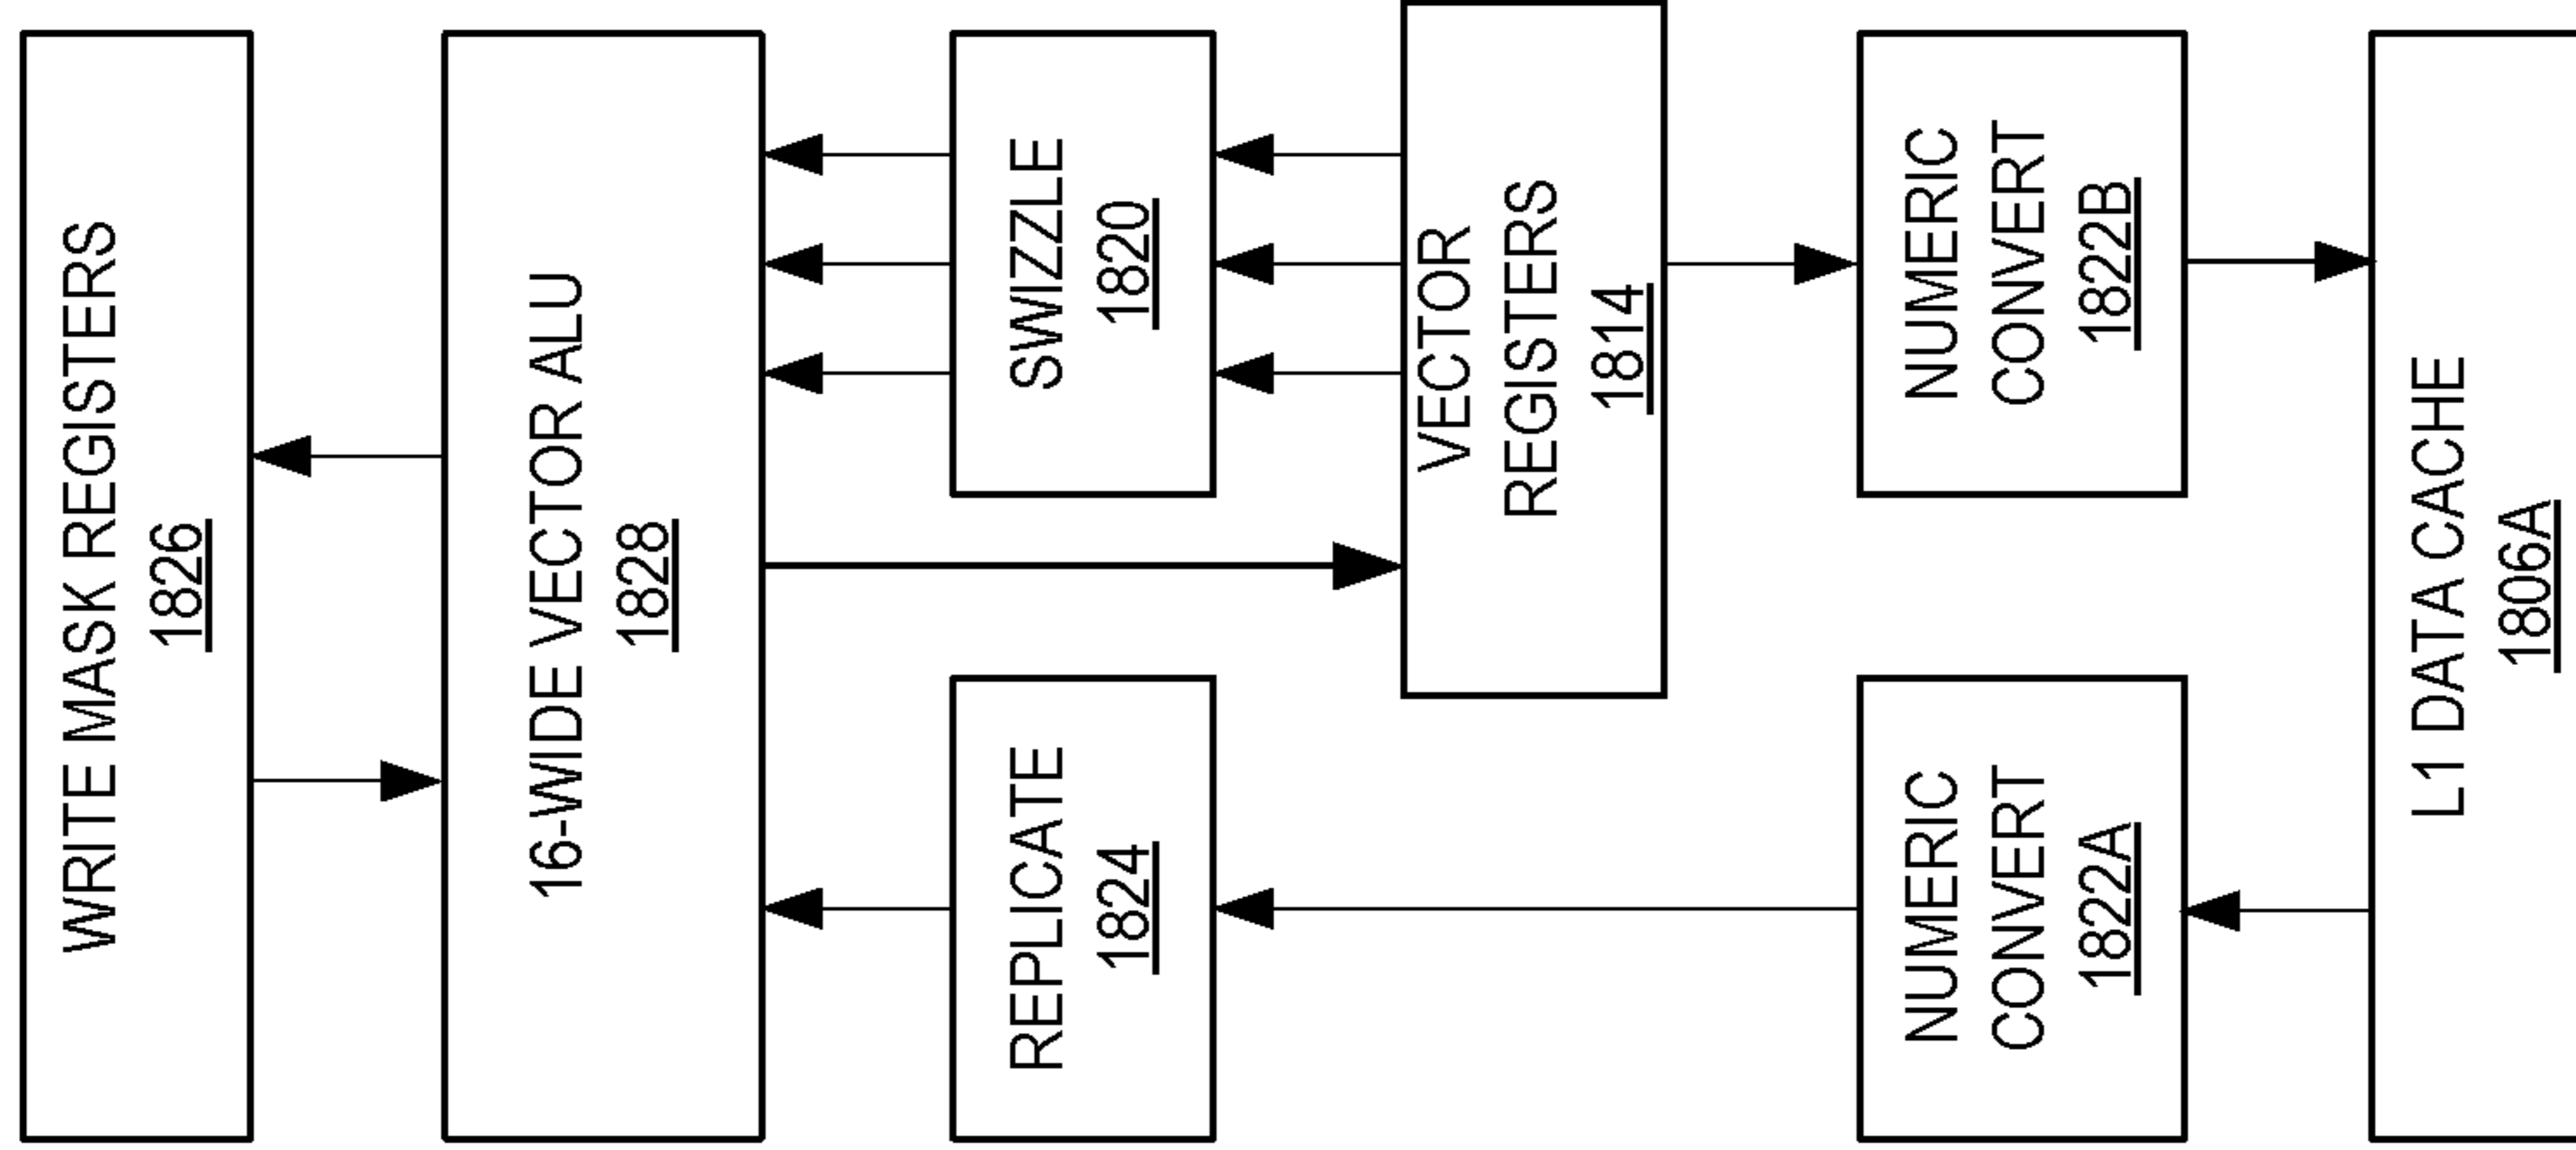 WRITE MASK REGISTERS
1826
16-WIDE VECTOR ALU
1828
REPLICATE
1824
SWIZZLE
1820
VECTOR
REGISTERS
1814
NUMERIC
CONVERT
1822A
NUMERIC
CONVERT
1822B
L1 DATA CACHE
1806A